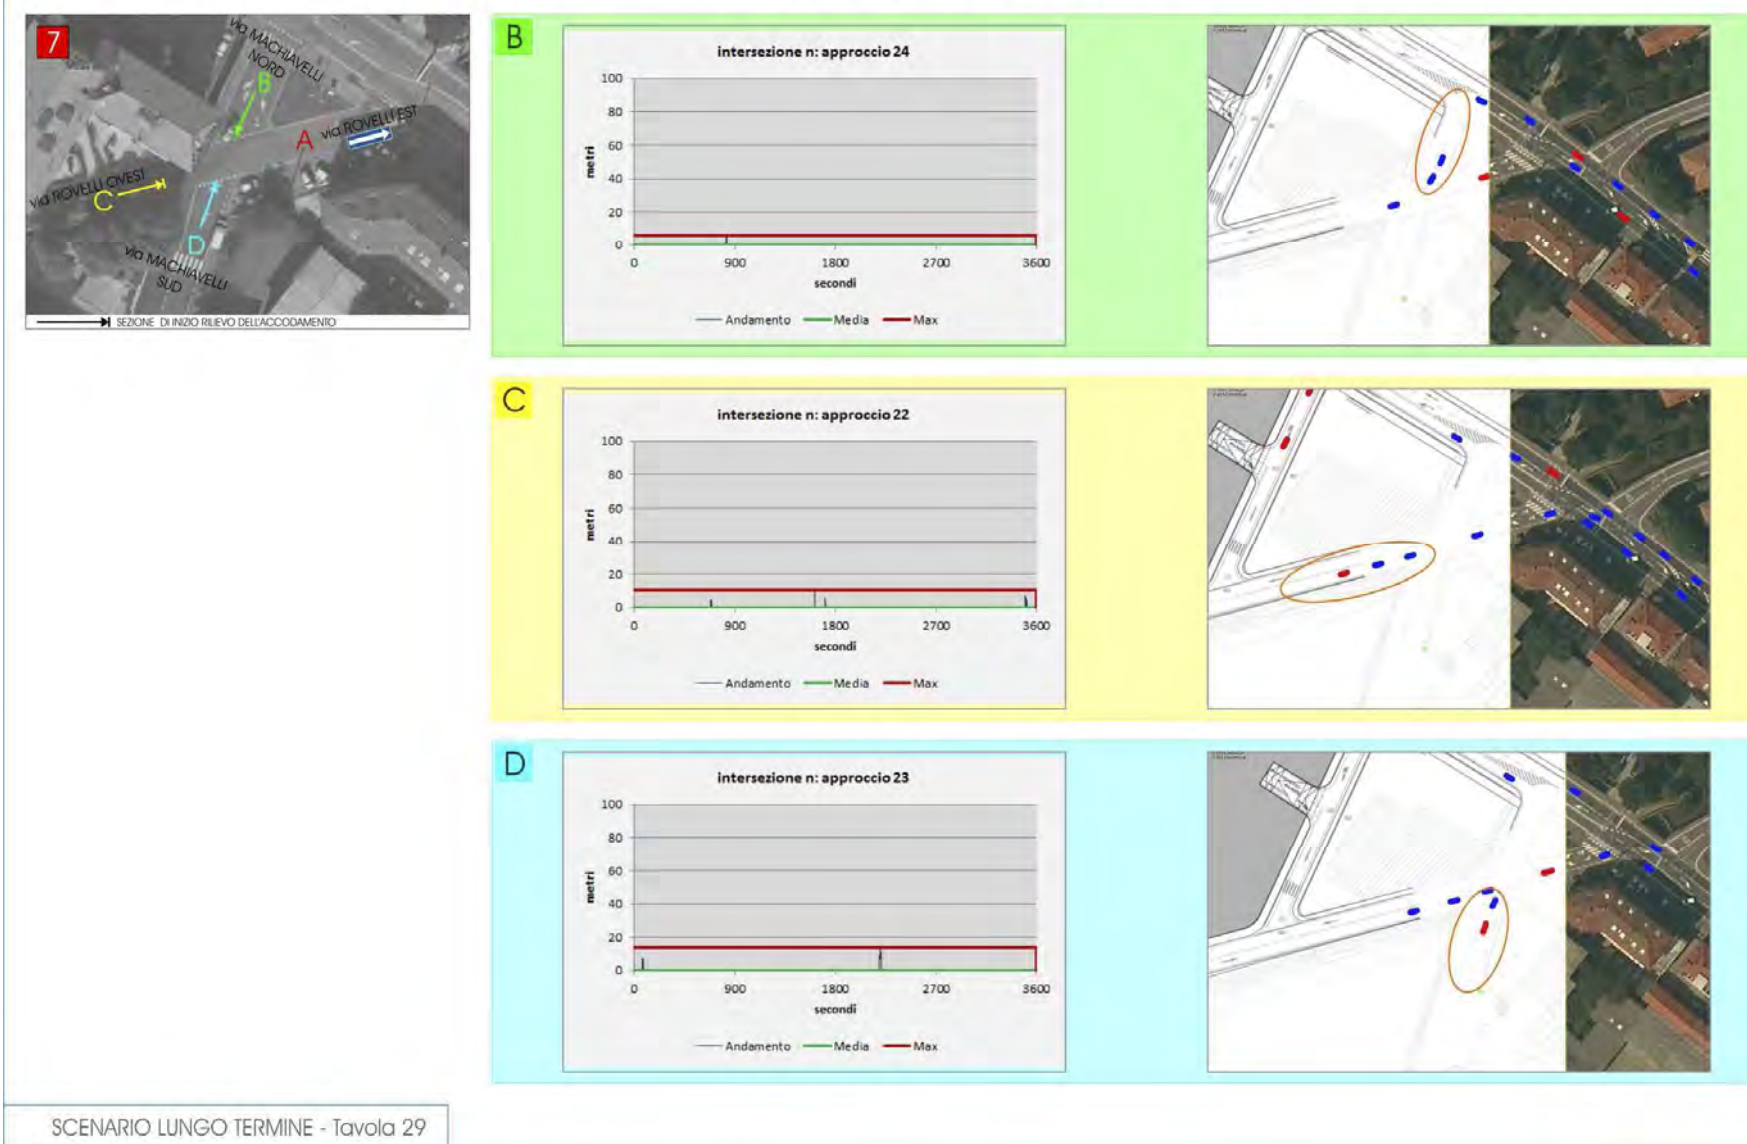 7
via MACHIAVELLI
NORD
B
via ROVELLI EST
A
via ROVELLI OVEST
C
D
via MACHIAVELLI
SUD
SEZIONE DI INIZIO RILIEVO DELL'ACCODAMENTO
B
intersezione n: approccio 24
100
80
60
40
20
0
metri
0 900 1800 2700 3600
secondi
Andamento Media Max
C
intersezione n: approccio 22
100
80
60
40
20
0
metri
0 900 1800 2700 3600
secondi
Andamento Media Max
D
intersezione n: approccio 23
100
80
60
40
20
0
metri
0 900 1800 2700 3600
secondi
Andamento Media Max
SCENARIO LUNGO TERMINE - Tavola 29